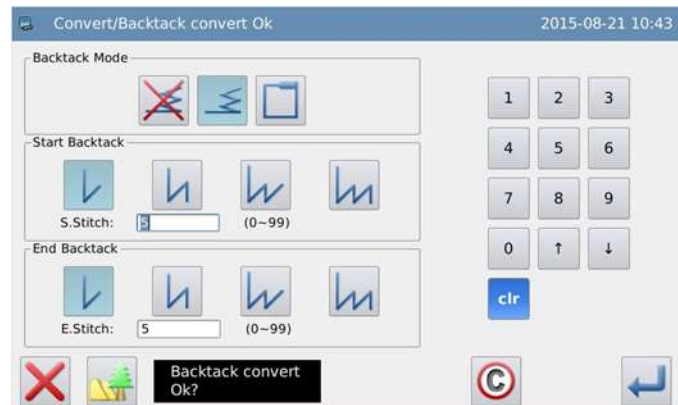 Convert/Backtack convert Ok 2015-08-21 10:43
Backtack Mode
Start Backtack
S.Stitch: 5 (0~99)
End Backtack
E.Stitch: 5 (0~99)
1 2 3
4 5 6
7 8 9
0 ↑ ↓
clr
Backtack convert
Ok?
C